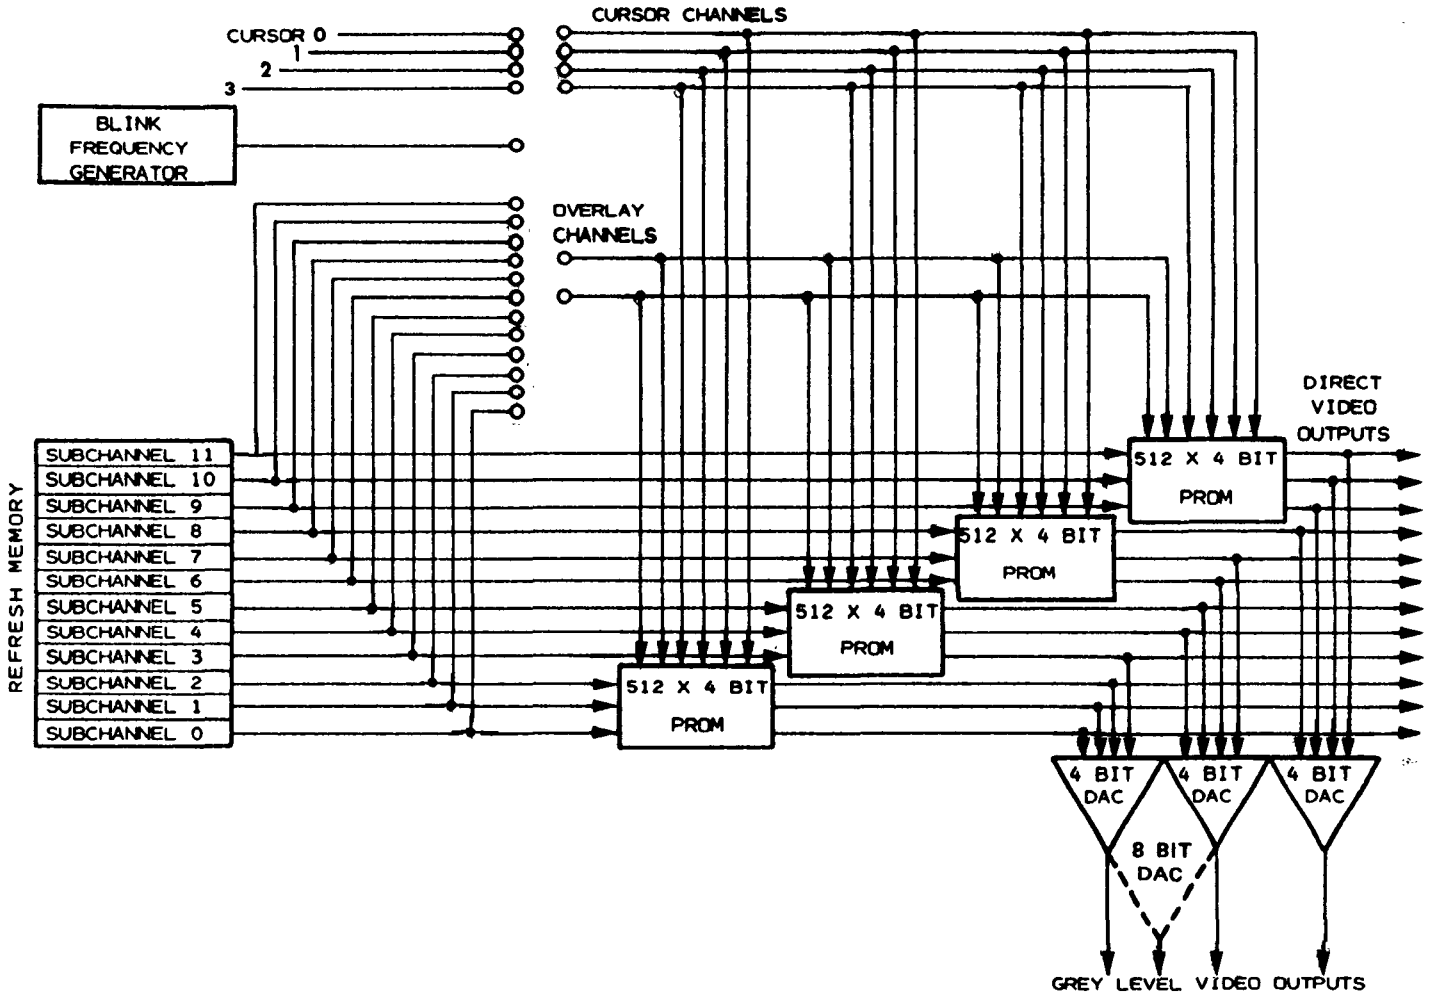 CURSOR CHANNELS
CURSOR 0
1
2
3
BLINK
FREQUENCY
GENERATOR
OVERLAY
CHANNELS
DIRECT
VIDEO
OUTPUTS
REFRESH MEMORY
SUBCHANNEL 11
SUBCHANNEL 10
SUBCHANNEL 9
SUBCHANNEL 8
SUBCHANNEL 7
SUBCHANNEL 6
SUBCHANNEL 5
SUBCHANNEL 4
SUBCHANNEL 3
SUBCHANNEL 2
SUBCHANNEL 1
SUBCHANNEL 0
512 X 4 BIT
PROM
512 X 4 BIT
PROM
512 X 4 BIT
PROM
512 X 4 BIT
PROM
4 BIT
DAC
4 BIT
DAC
4 BIT
DAC
8 BIT
DAC
GREY LEVEL VIDEO OUTPUTS